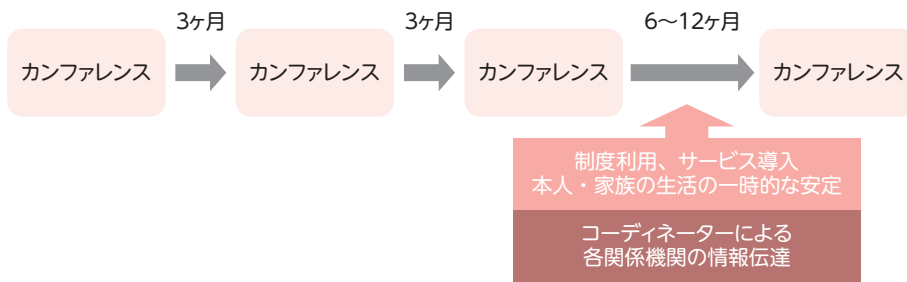 3ヶ月
3ヶ月
6〜12ヶ月
カンファレンス
カンファレンス
カンファレンス
カンファレンス
制度利用、サービス導入
本人・家族の生活の一時的な安定
コーディネーターによる
各関係機関の情報伝達